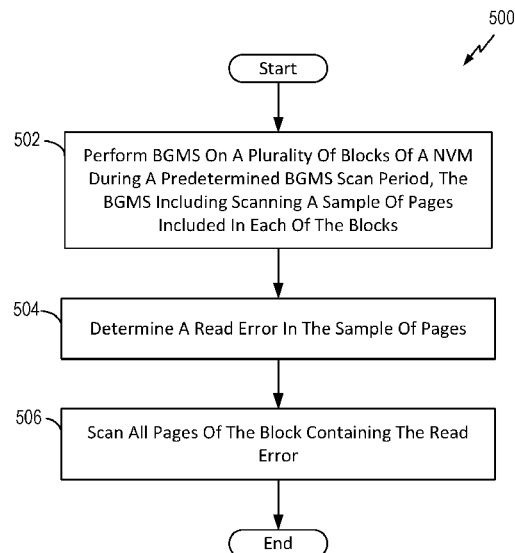 500
Start
502
Perform BGMS On A Plurality Of Blocks Of A NVM
During A Predetermined BGMS Scan Period, The
BGMS Including Scanning A Sample Of Pages
Included In Each Of The Blocks
504
Determine A Read Error In The Sample Of Pages
506
Scan All Pages Of The Block Containing The Read
Error
End